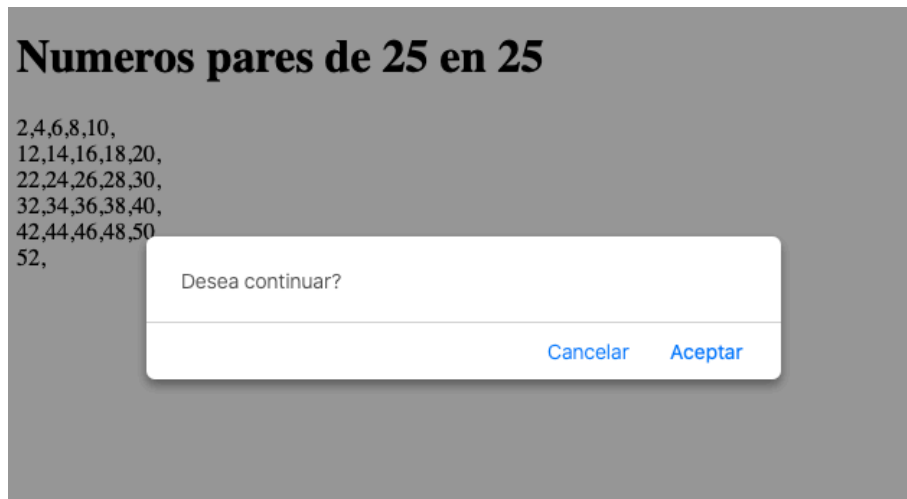 Numeros pares de 25 en 25
2,4,6,8,10,
12,14,16,18,20,
22,24,26,28,30,
32,34,36,38,40,
42,44,46,48,50
52,
Desea continuar?
Cancelar Aceptar